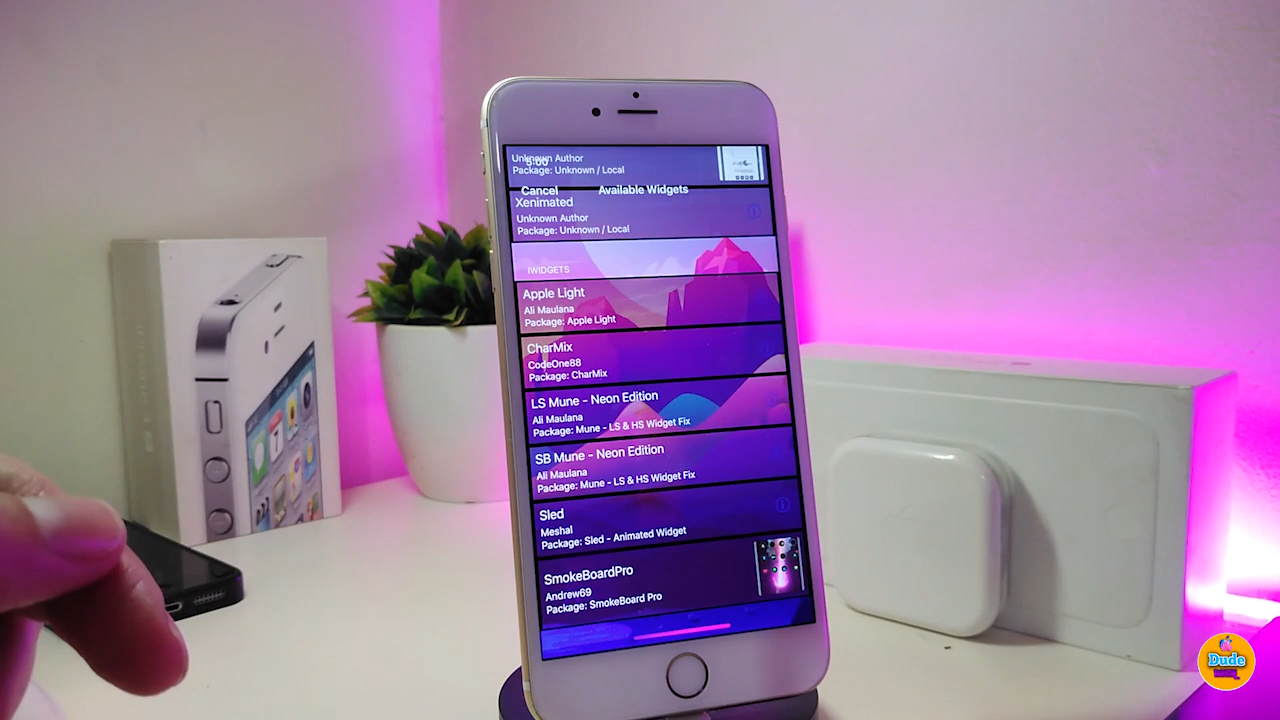 Unknown Author
5:00
Package: Unknown / Local
Cancel
Available Widgets
Xenimated
Unknown Author
Package: Unknown / Local
IWIDGETS
Apple Light
Ali Maulana
Package: Apple Light
CharMix
CodeOne88
Package: CharMix
LS Mune - Neon Edition
Ali Maulana
Package: Mune - LS & HS Widget Fix
SB Mune - Neon Edition
Ali Maulana
Package: Mune - LS & HS Widget Fix
Sled
Meshal
Package: Sled - Animated Widget
SmokeBoardPro
Andrew69
Package: SmokeBoard Pro
Dude